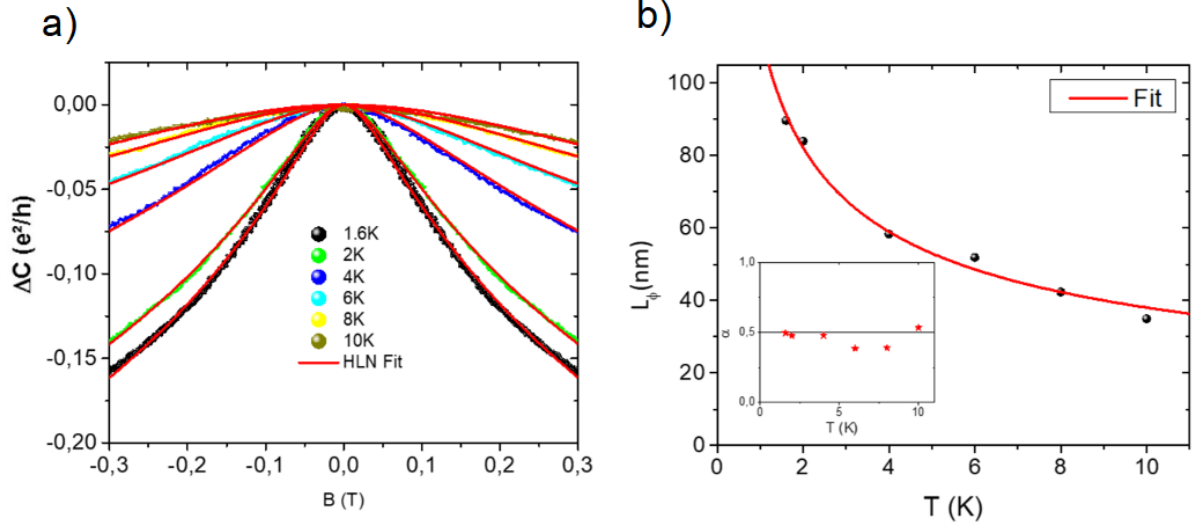 a)
0,00
-0,05
-0,10
-0,15
-0,20
ΔC (e²/h)
1.6K
2K
4K
6K
8K
10K
HLN Fit
-0,3 -0,2 -0,1 0,0 0,1 0,2 0,3
B (T)
b)
100
80
60
40
20
0
L_ϕ(nm)
Fit
1,0
0,5
0,0
α
0 5 10
T (K)
0 2 4 6 8 10
T (K)